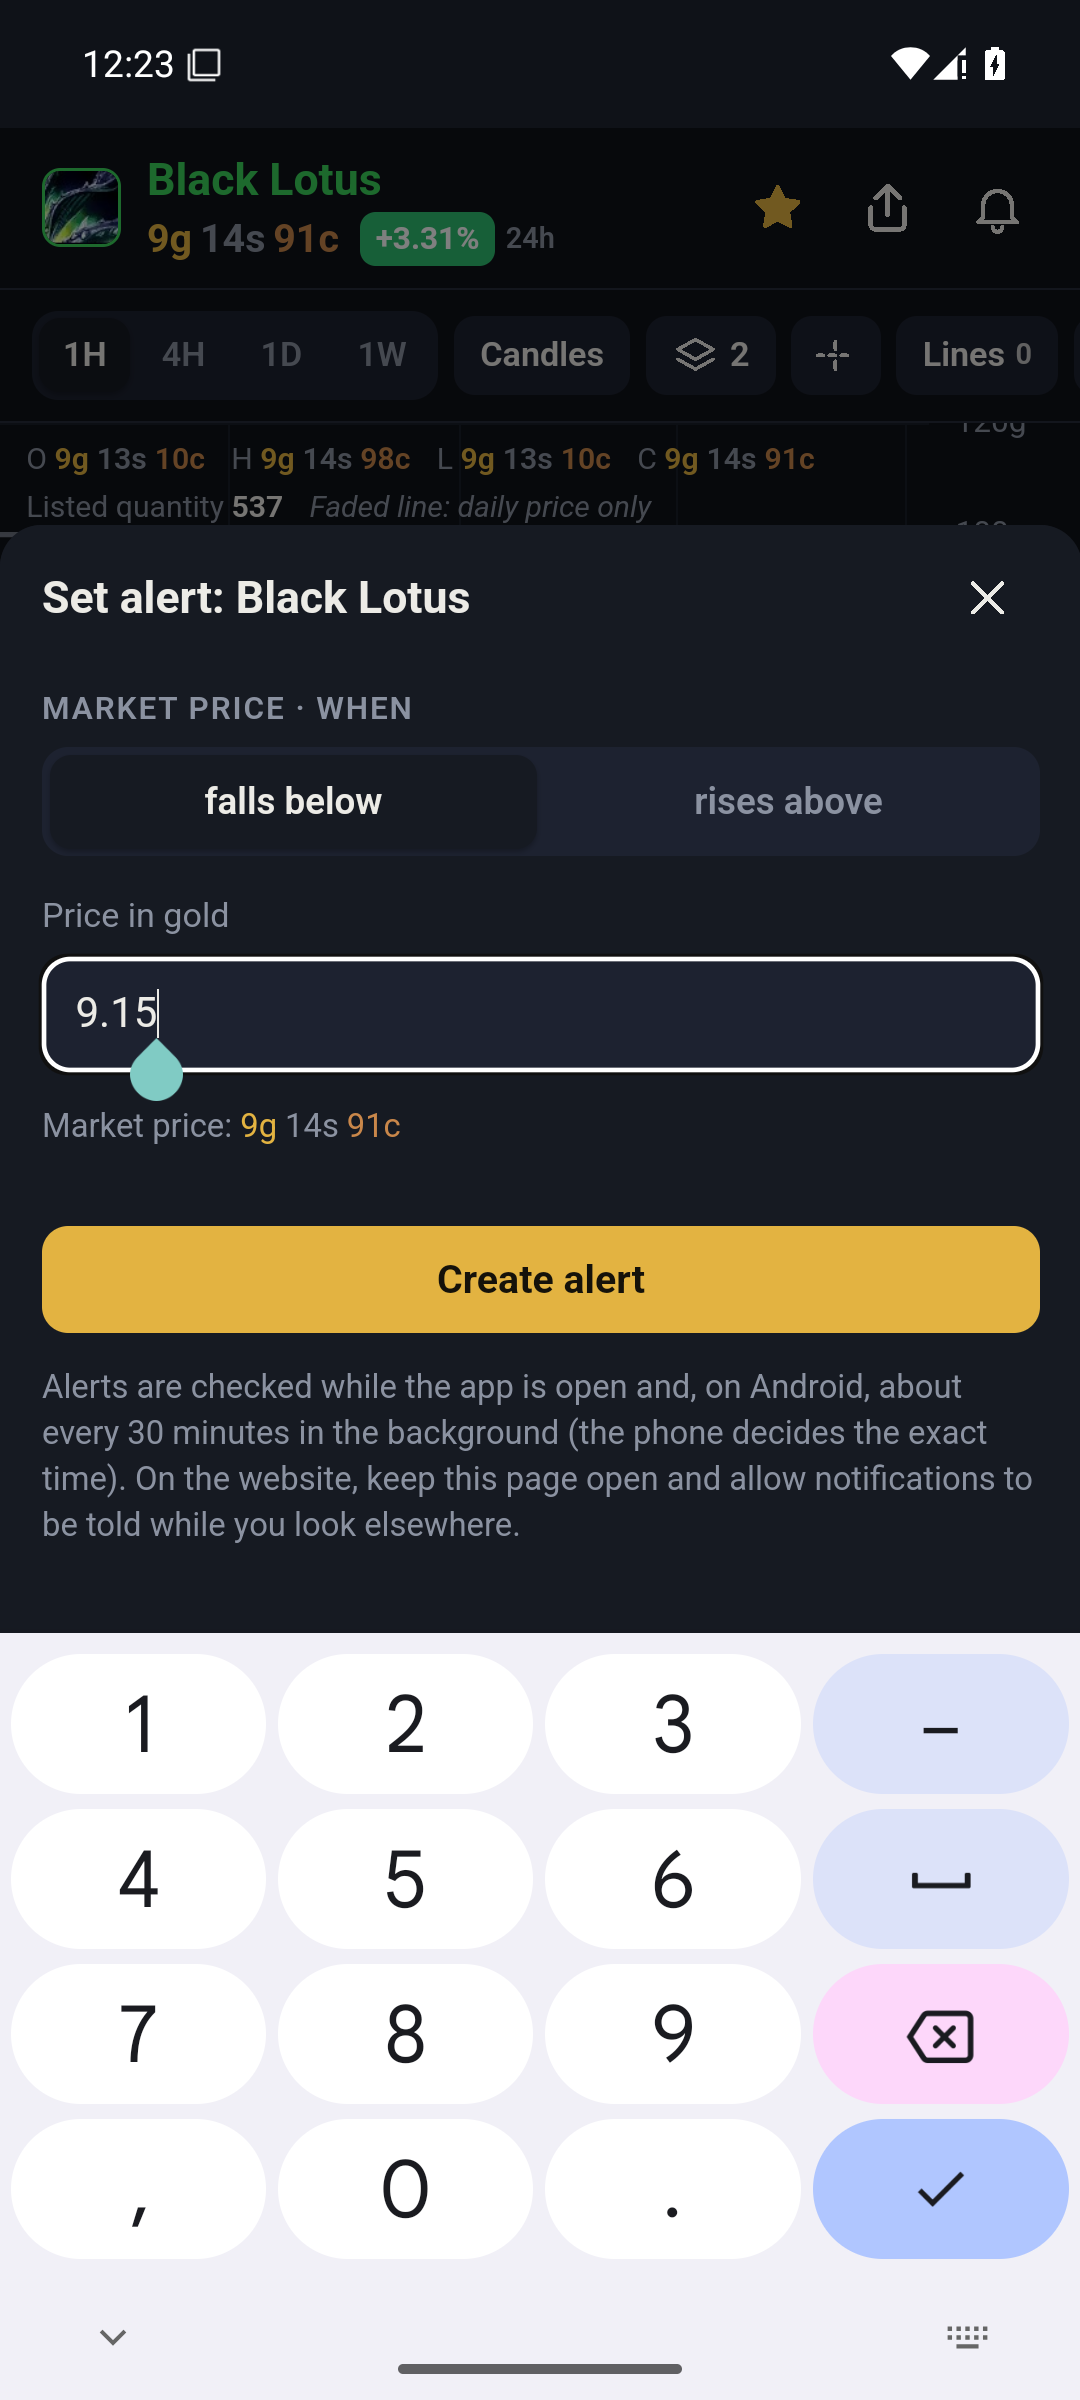 12:23
Black Lotus
9g 14s 91c +3.31% 24h
1H 4H 1D 1W Candles 2 Lines 0
O 9g 13s 10c H 9g 14s 98c L 9g 13s 10c C 9g 14s 91c
Listed quantity 537 Faded line: daily price only
Set alert: Black Lotus
MARKET PRICE · WHEN
falls below rises above
Price in gold
9.15
Market price: 9g 14s 91c
Create alert
Alerts are checked while the app is open and, on Android, about
every 30 minutes in the background (the phone decides the exact
time). On the website, keep this page open and allow notifications to
be told while you look elsewhere.
1 2 3 –
4 5 6
7 8 9
, 0 .